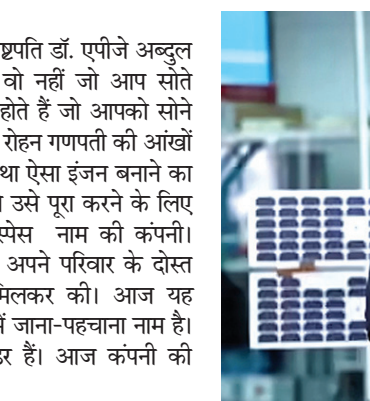 ष्ट्रपति डॉ. एपीजे अब्दुल
वो नहीं जो आप सोते
होते हैं जो आपको सोने
रोहन गणपती की आंखों
था ऐसा इंजन बनाने का
उसे पूरा करने के लिए
स्पेस नाम की कंपनी।
अपने परिवार के दोस्त
मिलकर की। आज यह
में जाना-पहचाना नाम है।
हैं। आज कंपनी की